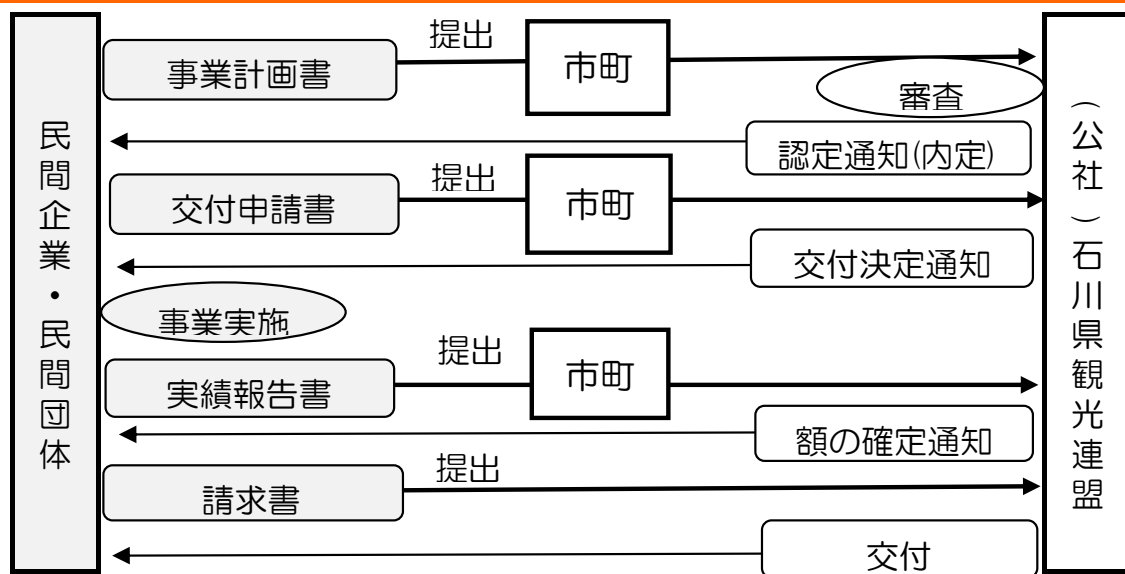 民間企業・民間団体
提出
事業計画書
市町
審査
認定通知(内定)
提出
交付申請書
市町
交付決定通知
事業実施
提出
実績報告書
市町
額の確定通知
提出
請求書
交付
（公社）石川県観光連盟